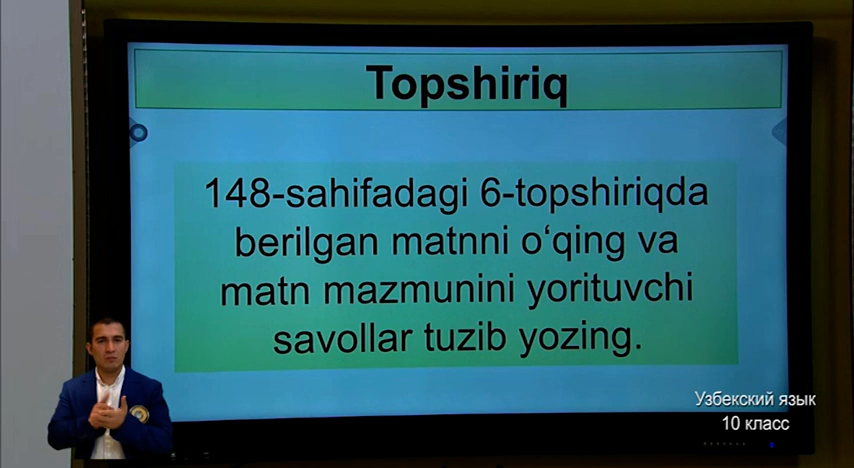 Topshiriq
148-sahifadagi 6-topshiriqda
berilgan matnni o‘qing va
matn mazmunini yorituvchi
savollar tuzib yozing.
Узбекский язык
10 класс